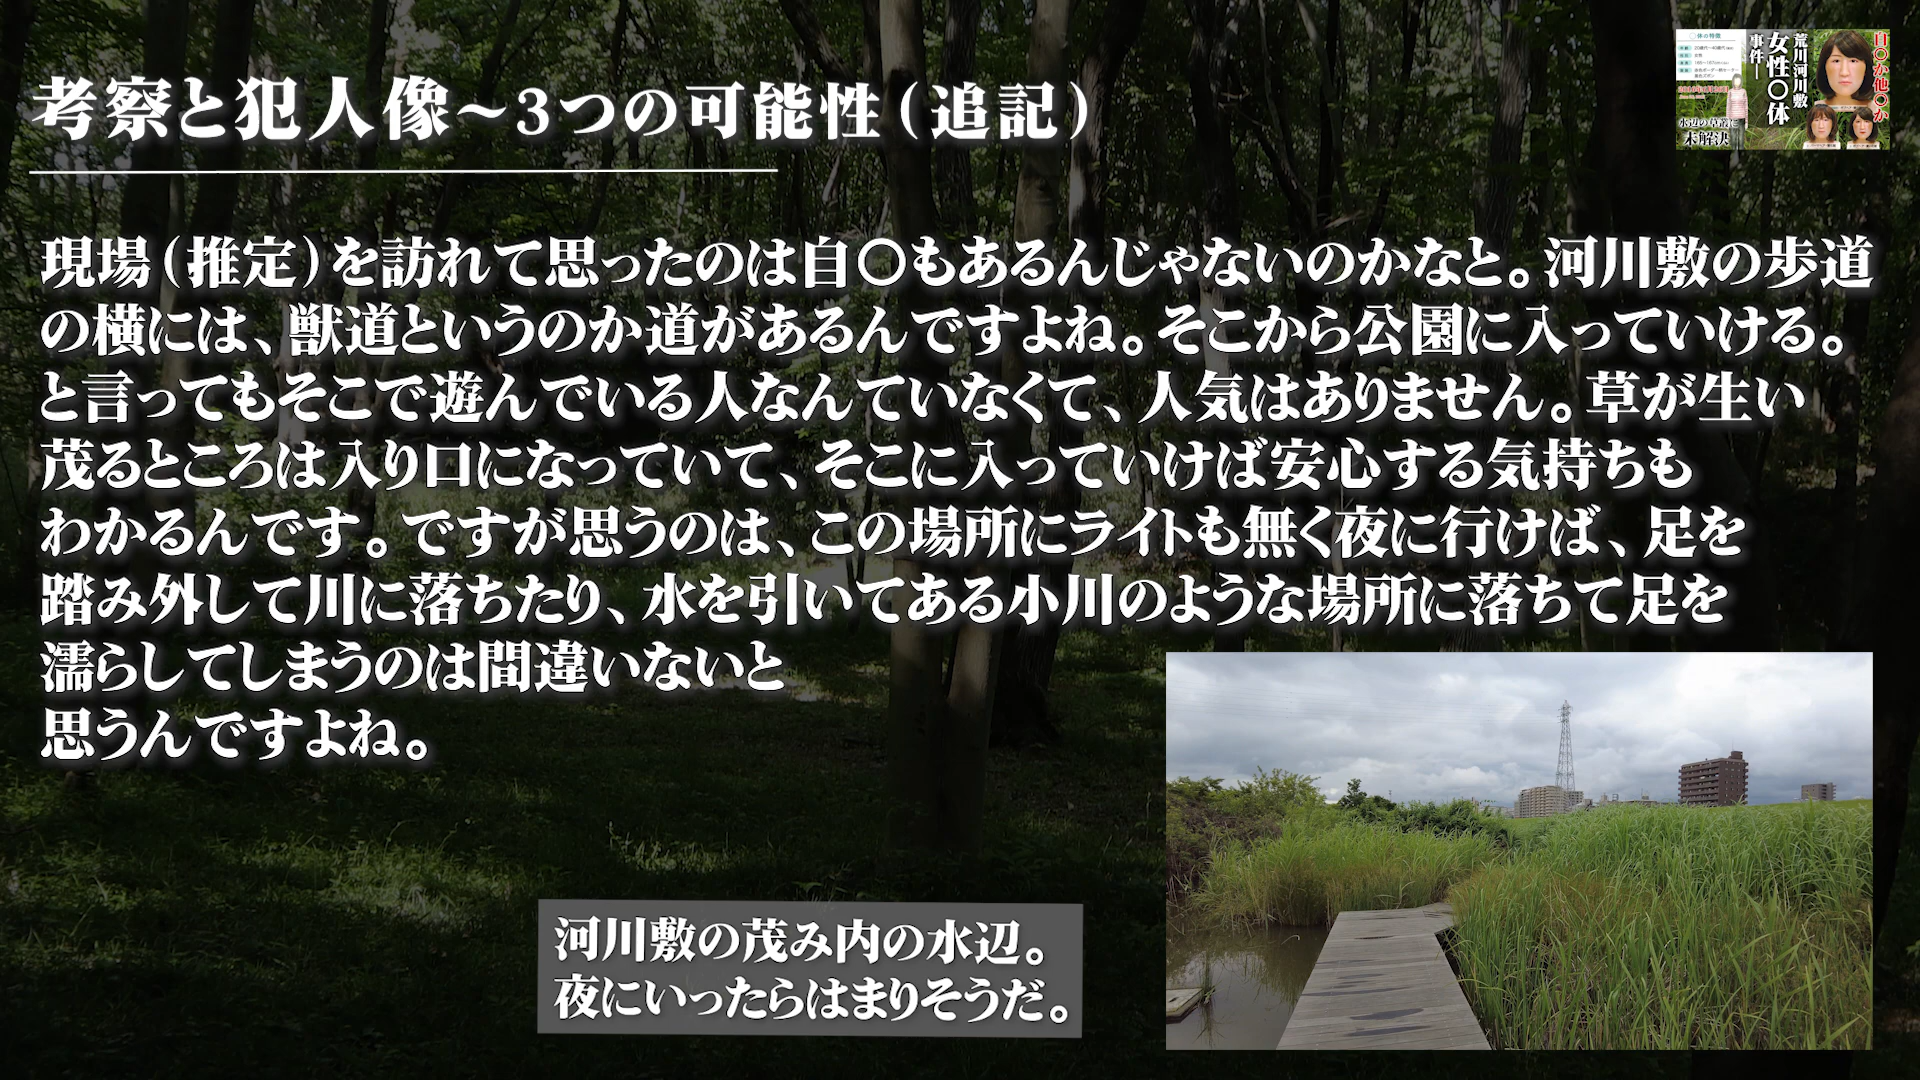 考察と犯人像～3つの可能性（追記）
現場（推定）を訪れて思ったのは自〇もあるんじゃないのかなと。河川敷の歩道
の横には、獣道というのか道があるんですよね。そこから公園に入っていける。
と言ってもそこで遊んでいる人なんていなくて、人気はありません。草が生い
茂るところは入り口になっていて、そこに入っていけば安心する気持ちも
わかるんです。ですが思うのは、この場所にライトも無く夜に行けば、足を
踏み外して川に落ちたり、水を引いてある小川のような場所に落ちて足を
濡らしてしまうのは間違いないと
思うんですよね。
河川敷の茂み内の水辺。
夜にいったらはまりそうだ。
自〇か他〇か
荒川河川敷
女性〇体
事件
水辺の草叢に
未解決